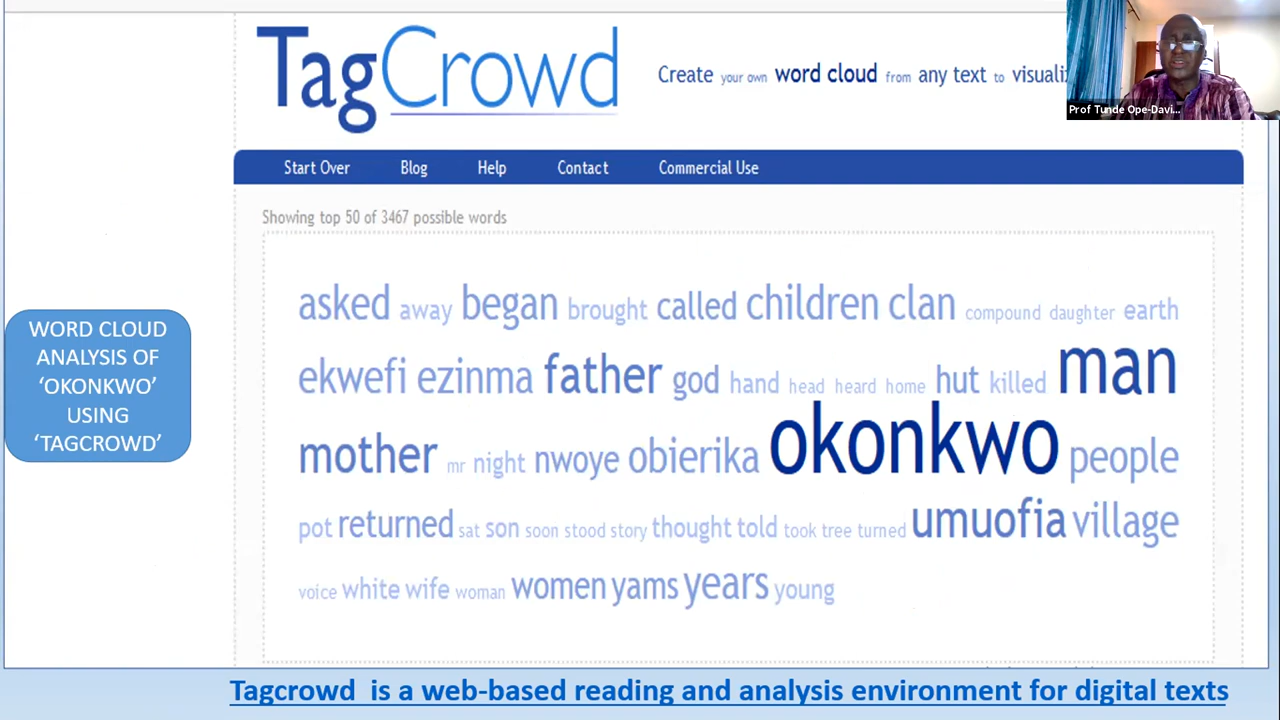 TagCrowd
Create your own word cloud from any text to
Prof Tunde Ope-Davi...
Start Over Blog Help Contact Commercial Use
Showing top 50 of 3467 possible words
asked away began brought called children clan compound daughter earth
ekwefi ezinma father god hand head heard home hut killed man
mother mr night nwoye obierika okonkwo people
pot returned sat son soon stood story thought told took tree turned umuofia village
voice white wife woman women yams years young
WORD CLOUD
ANALYSIS OF
‘OKONKWO’
USING
‘TAGCROWD’
Tagcrowd is a web-based reading and analysis environment for digital texts